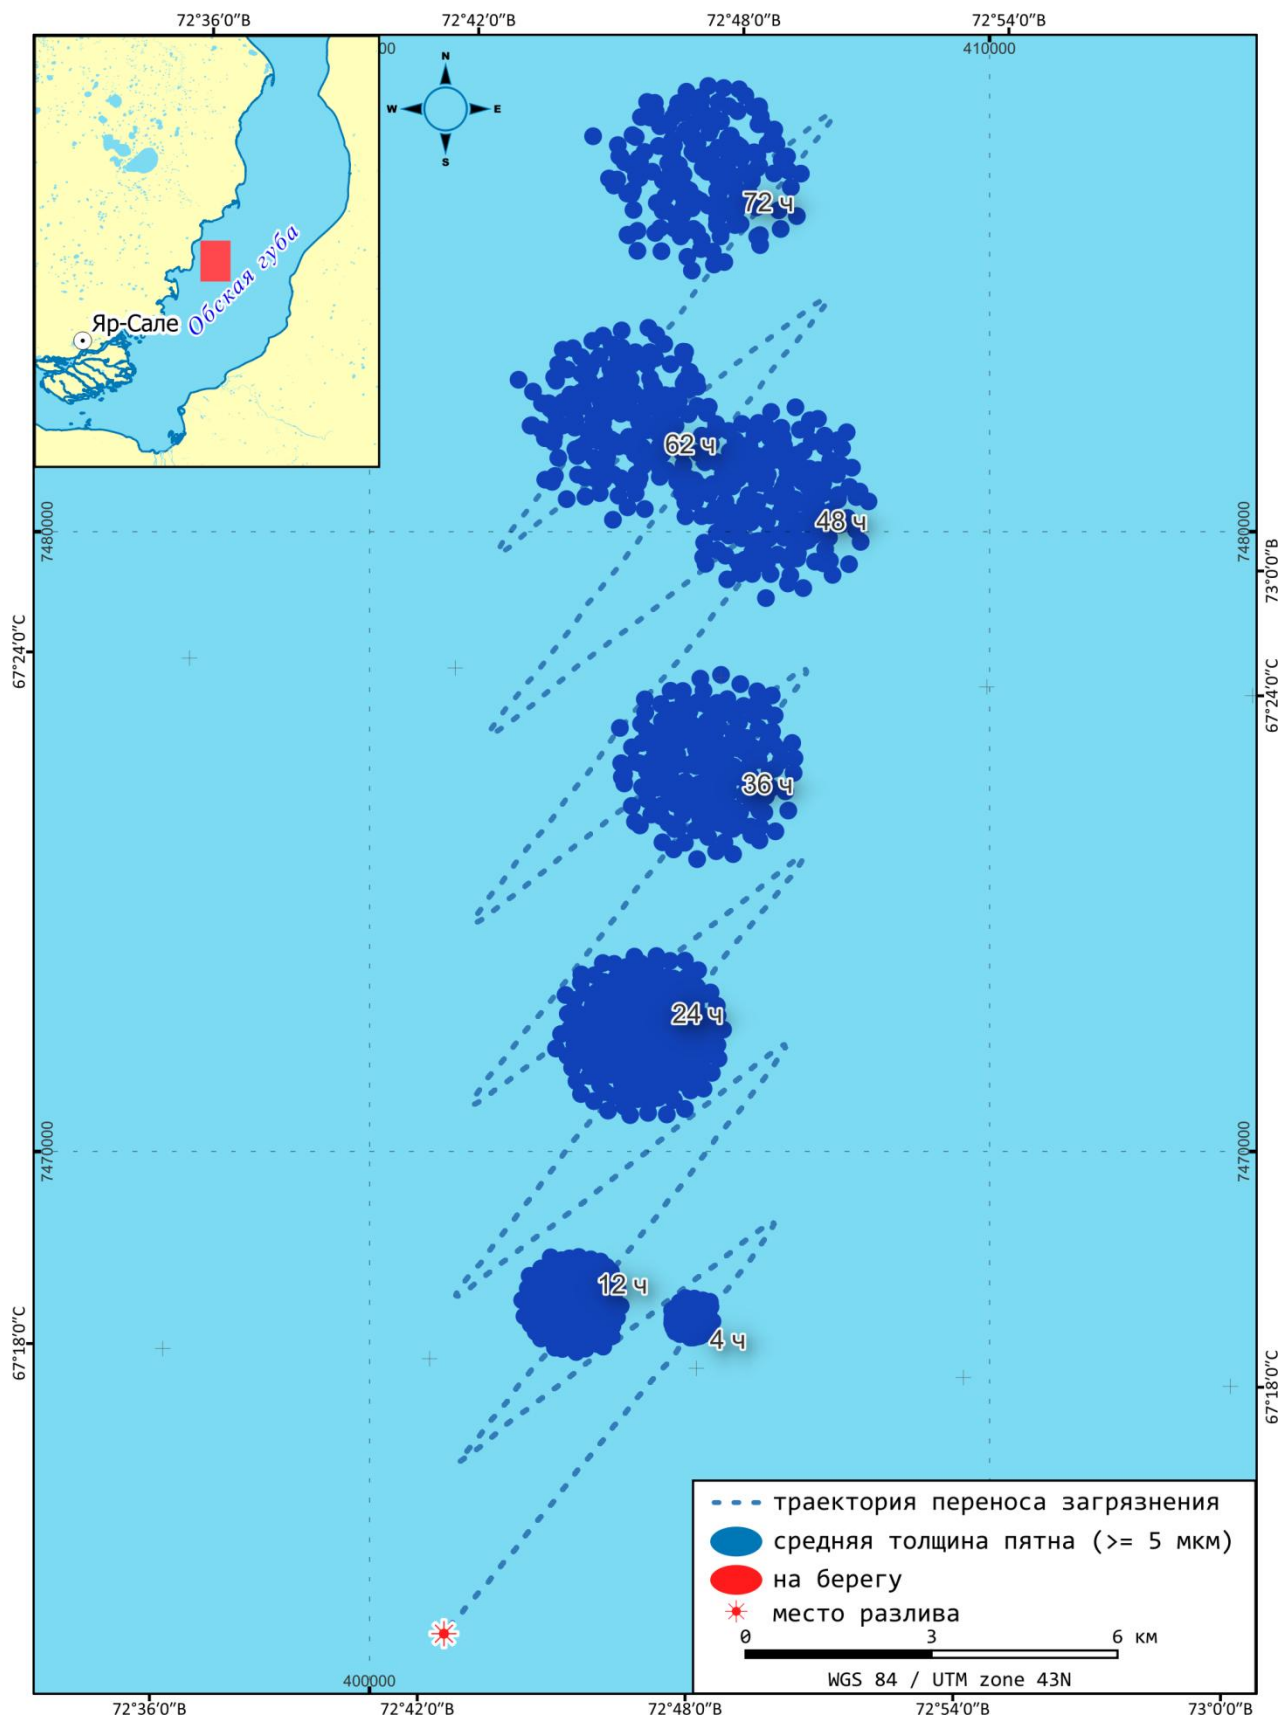 72°36′0″В
72°42′0″В
72°48′0″В
72°54′0″В
00
410000
N
W
E
S
Обская губа
Яр-Сале
72 ч
62 ч
48 ч
7480000
7480000
73°0′0″В
67°24′0″С
67°24′0″С
36 ч
24 ч
7470000
7470000
12 ч
4 ч
67°18′0″С
67°18′0″С
траектория переноса загрязнения
средняя толщина пятна (>= 5 мкм)
на берегу
место разлива
0
3
6 км
WGS 84 / UTM zone 43N
400000
72°36′0″В
72°42′0″В
72°48′0″В
72°54′0″В
73°0′0″В